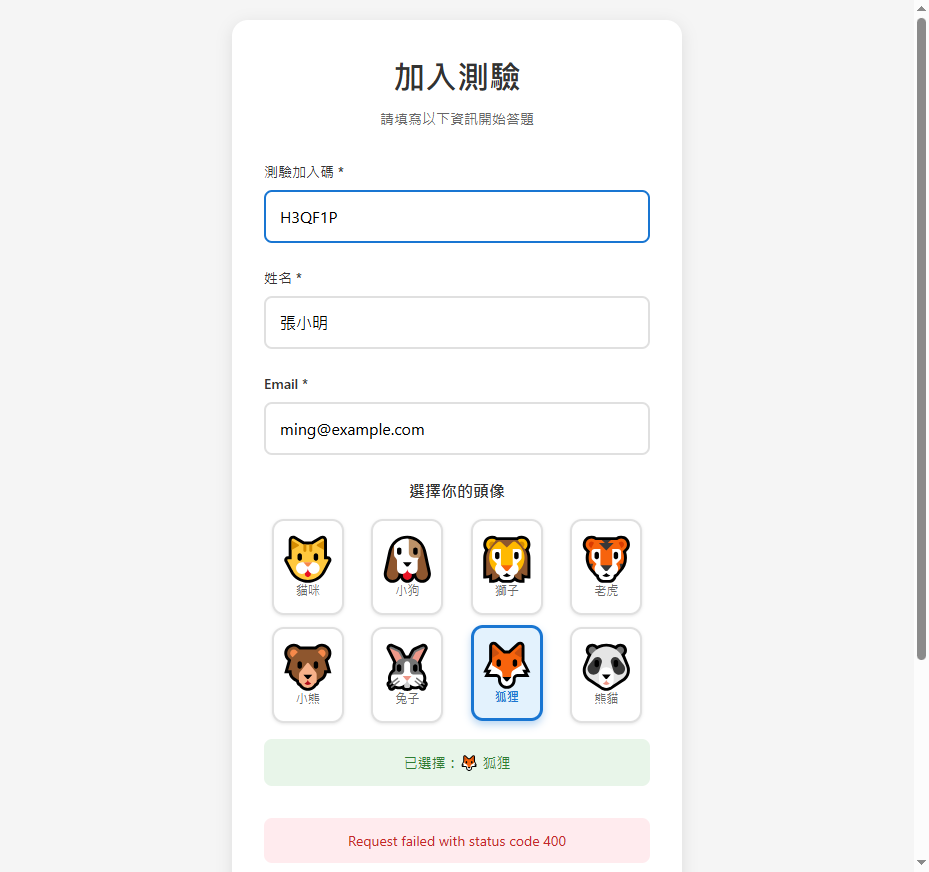 加入測驗
請填寫以下資訊開始答題
測驗加入碼 *
H3QF1P
姓名 *
張小明
Email *
ming@example.com
選擇你的頭像
貓咪
小狗
獅子
老虎
小熊
兔子
狐狸
熊貓
已選擇：🦊 狐狸
Request failed with status code 400